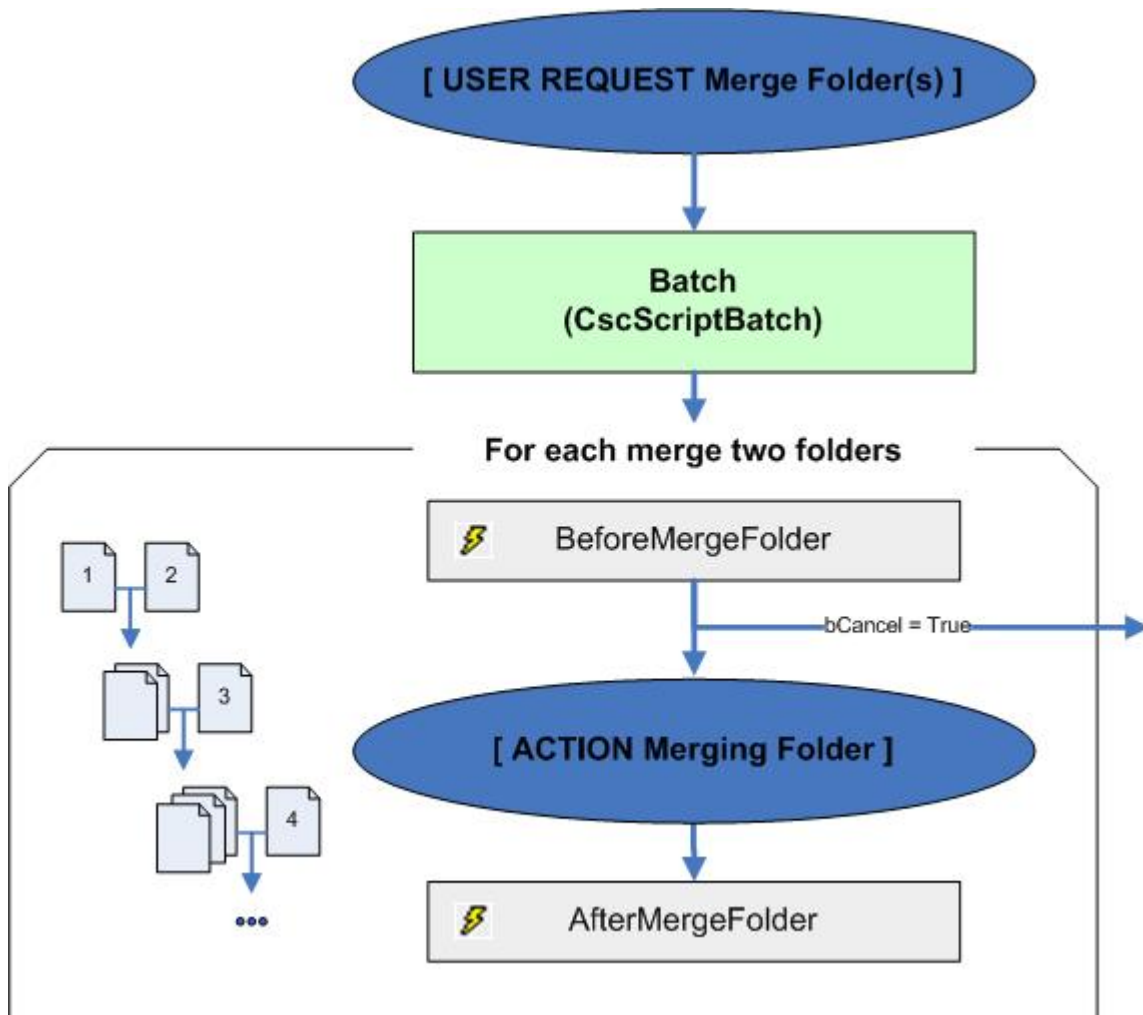 [ USER REQUEST Merge Folder(s) ]
Batch
(CscScriptBatch)
For each merge two folders
BeforeMergeFolder
1
2
bCancel = True
3
[ ACTION Merging Folder ]
4
AfterMergeFolder